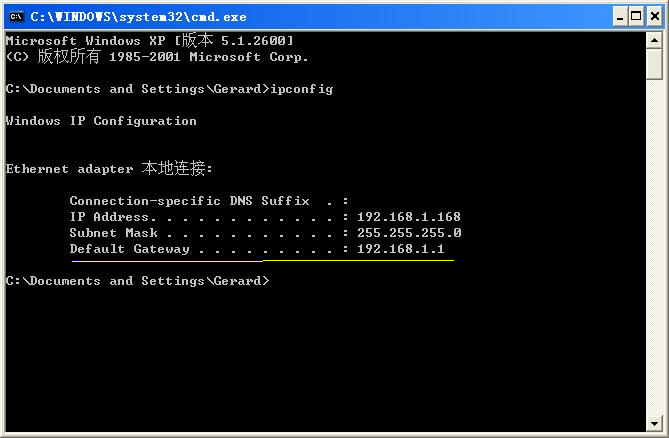 C:\WINDOWS\system32\cmd.exe
Microsoft Windows XP [版本 5.1.2600]
(C) 版权所有 1985-2001 Microsoft Corp.
C:\Documents and Settings\Gerard>ipconfig
Windows IP Configuration
Ethernet adapter 本地连接:
Connection-specific DNS Suffix  . :
IP Address. . . . . . . . . . . . : 192.168.1.168
Subnet Mask . . . . . . . . . . . : 255.255.255.0
Default Gateway . . . . . . . . . : 192.168.1.1
C:\Documents and Settings\Gerard>